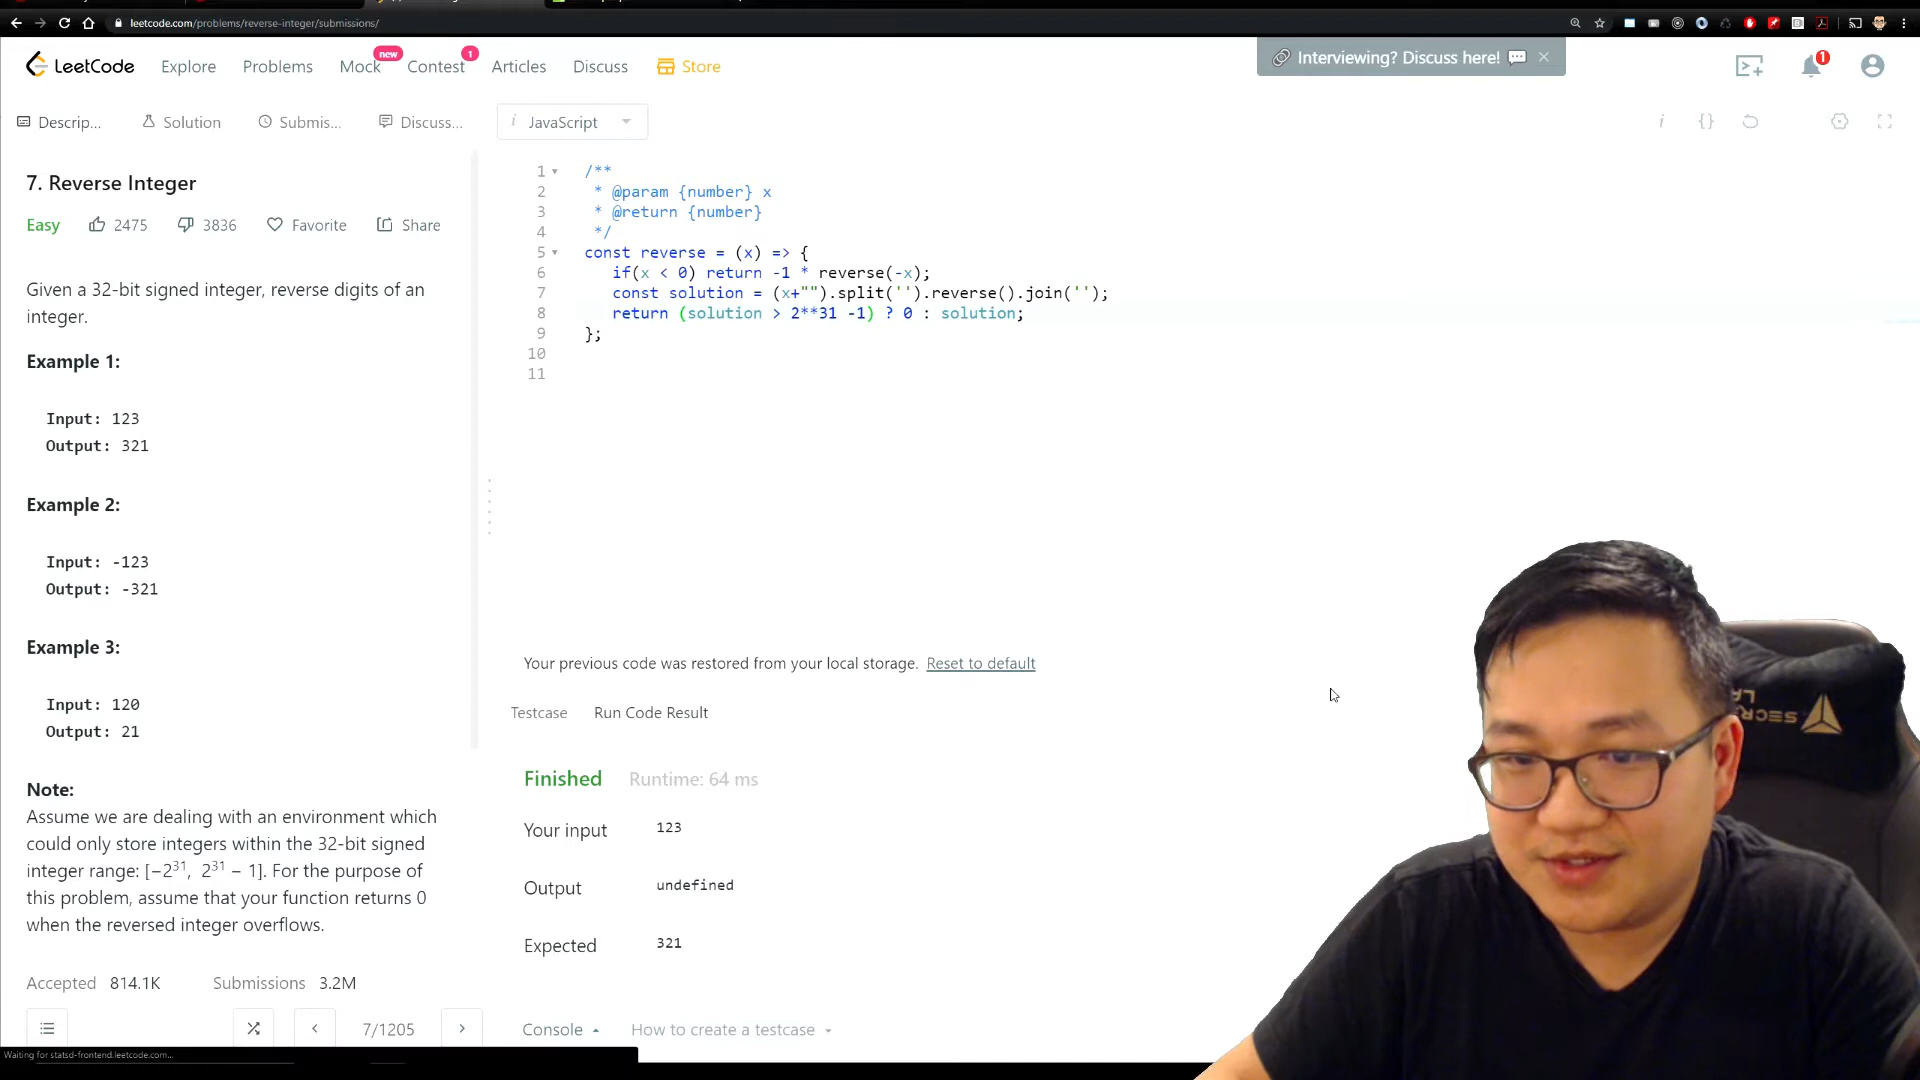 leetcode.com/problems/reverse-integer/submissions/
LeetCode
Explore
Problems
Mock
new
Contest
1
Articles
Discuss
Store
Interviewing? Discuss here!
1
Descrip...
Solution
Submis...
Discuss...
i JavaScript
i {}
7. Reverse Integer
Easy
2475
3836
Favorite
Share
Given a 32-bit signed integer, reverse digits of an
integer.
Example 1:
Input: 123
Output: 321
Example 2:
Input: -123
Output: -321
Example 3:
Input: 120
Output: 21
Note:
Assume we are dealing with an environment which
could only store integers within the 32-bit signed
integer range: [−2³¹, 2³¹ − 1]. For the purpose of
this problem, assume that your function returns 0
when the reversed integer overflows.
Accepted 814.1K
Submissions 3.2M
7/1205
Waiting for statsd-frontend.leetcode.com...
1 /**
2 * @param {number} x
3 * @return {number}
4 */
5 const reverse = (x) => {
6 if(x < 0) return -1 * reverse(-x);
7 const solution = (x+"").split('').reverse().join('');
8 return (solution > 2**31 -1) ? 0 : solution;
9 };
10
11
Your previous code was restored from your local storage. Reset to default
Testcase
Run Code Result
Finished
Runtime: 64 ms
Your input
123
Output
undefined
Expected
321
Console
How to create a testcase